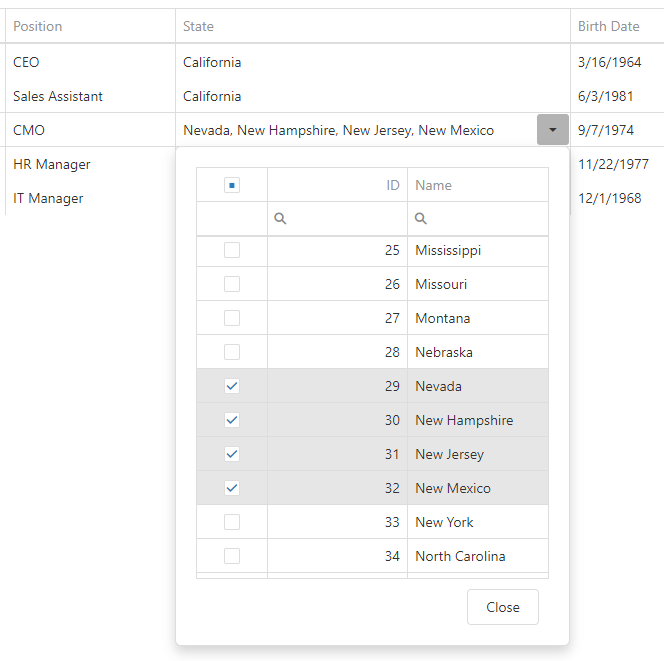 Position State Birth Date
CEO California 3/16/1964
Sales Assistant California 6/3/1981
CMO Nevada, New Hampshire, New Jersey, New Mexico 9/7/1974
HR Manager 11/22/1977
IT Manager 12/1/1968
ID Name
25 Mississippi
26 Missouri
27 Montana
28 Nebraska
29 Nevada
30 New Hampshire
31 New Jersey
32 New Mexico
33 New York
34 North Carolina
Close